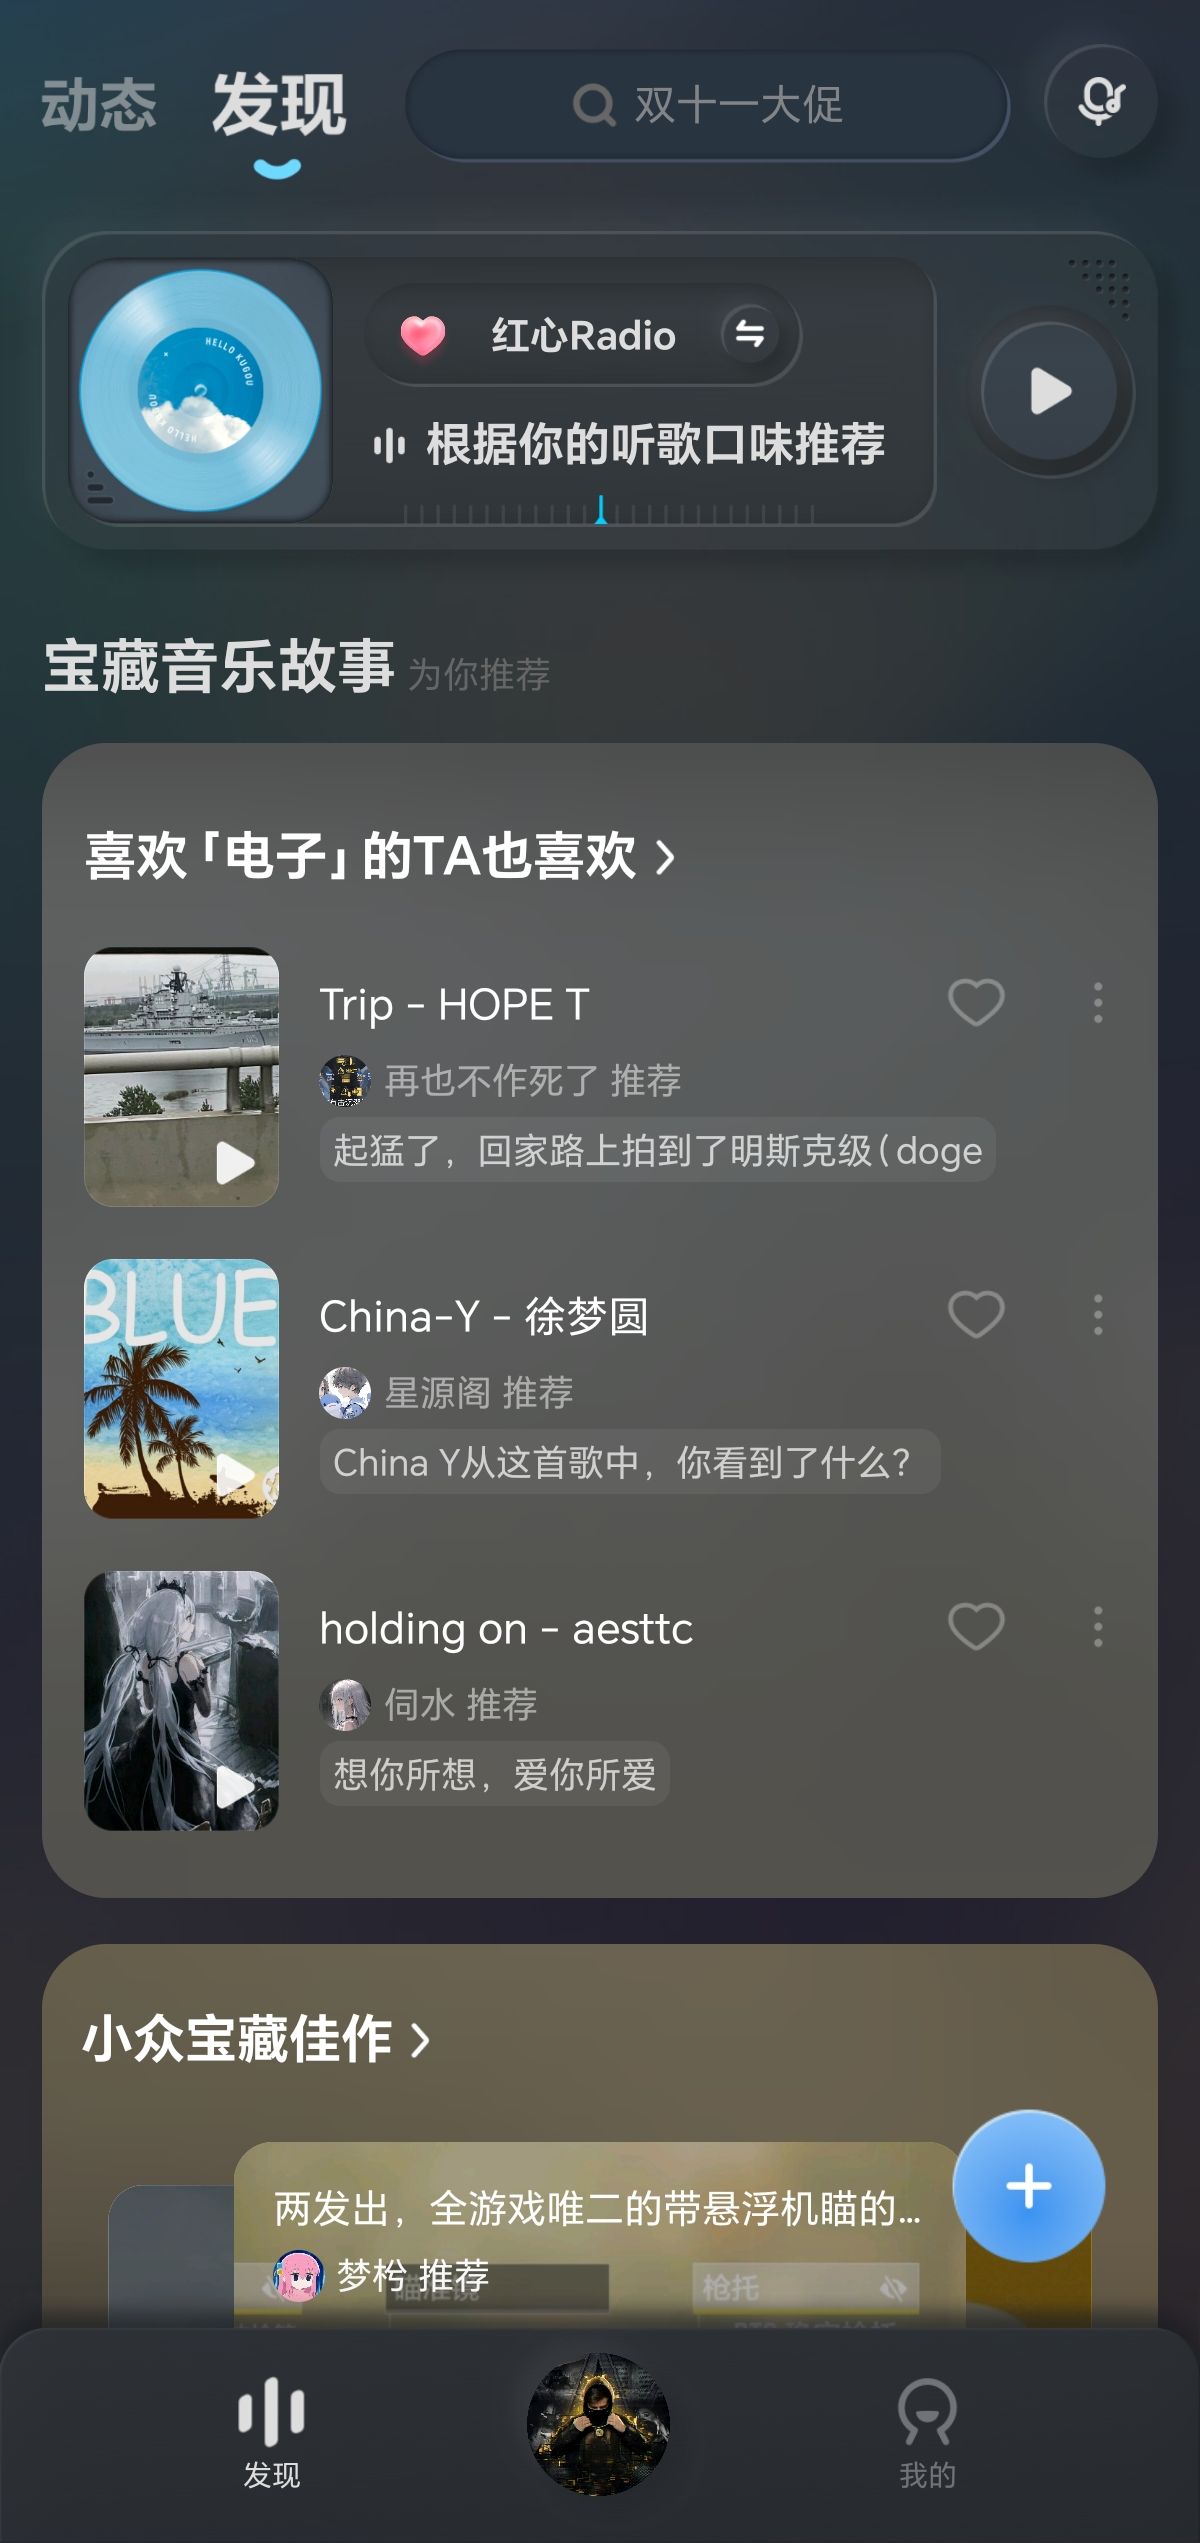 动态 发现 双十一大促
HELLO KUGOU
HELLO KUGOU
红心Radio
根据你的听歌口味推荐
宝藏音乐故事 为你推荐
喜欢「电子」的TA也喜欢
Trip - HOPE T
再也不作死了 推荐
起猛了，回家路上拍到了明斯克级(doge
BLUE
China-Y - 徐梦圆
星源阁 推荐
China Y从这首歌中，你看到了什么？
holding on - aesttc
伺水 推荐
想你所想，爱你所爱
小众宝藏佳作
两发出，全游戏唯二的带悬浮机瞄的...
梦枍 推荐
瞄准镜 枪托
发现 我的